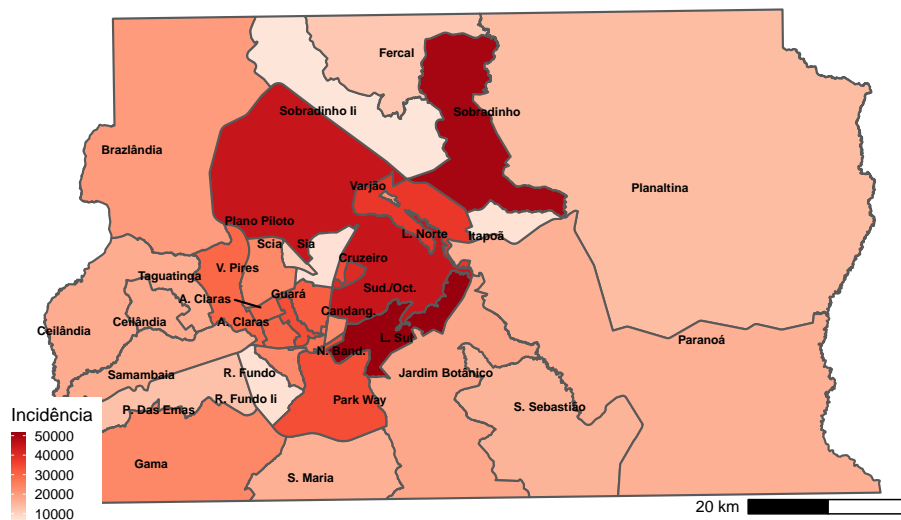 Fercal
Sobradinho Ii
Sobradinho
Brazlândia
Varjão
Planaltina
Plano Piloto
L. Norte
Itapoã
Scia
Sia
Cruzeiro
V. Pires
Taguatinga
Sud./Oct.
A. Claras
Guará
Candang.
Ceilândia
Ceilândia
A. Claras
L. Sul
Paranoá
N. Band.
Samambaia
R. Fundo
Jardim Botânico
R. Fundo Ii
Park Way
S. Sebastião
P. Das Emas
Gama
S. Maria
Incidência
50000
40000
30000
20000
10000
20 km